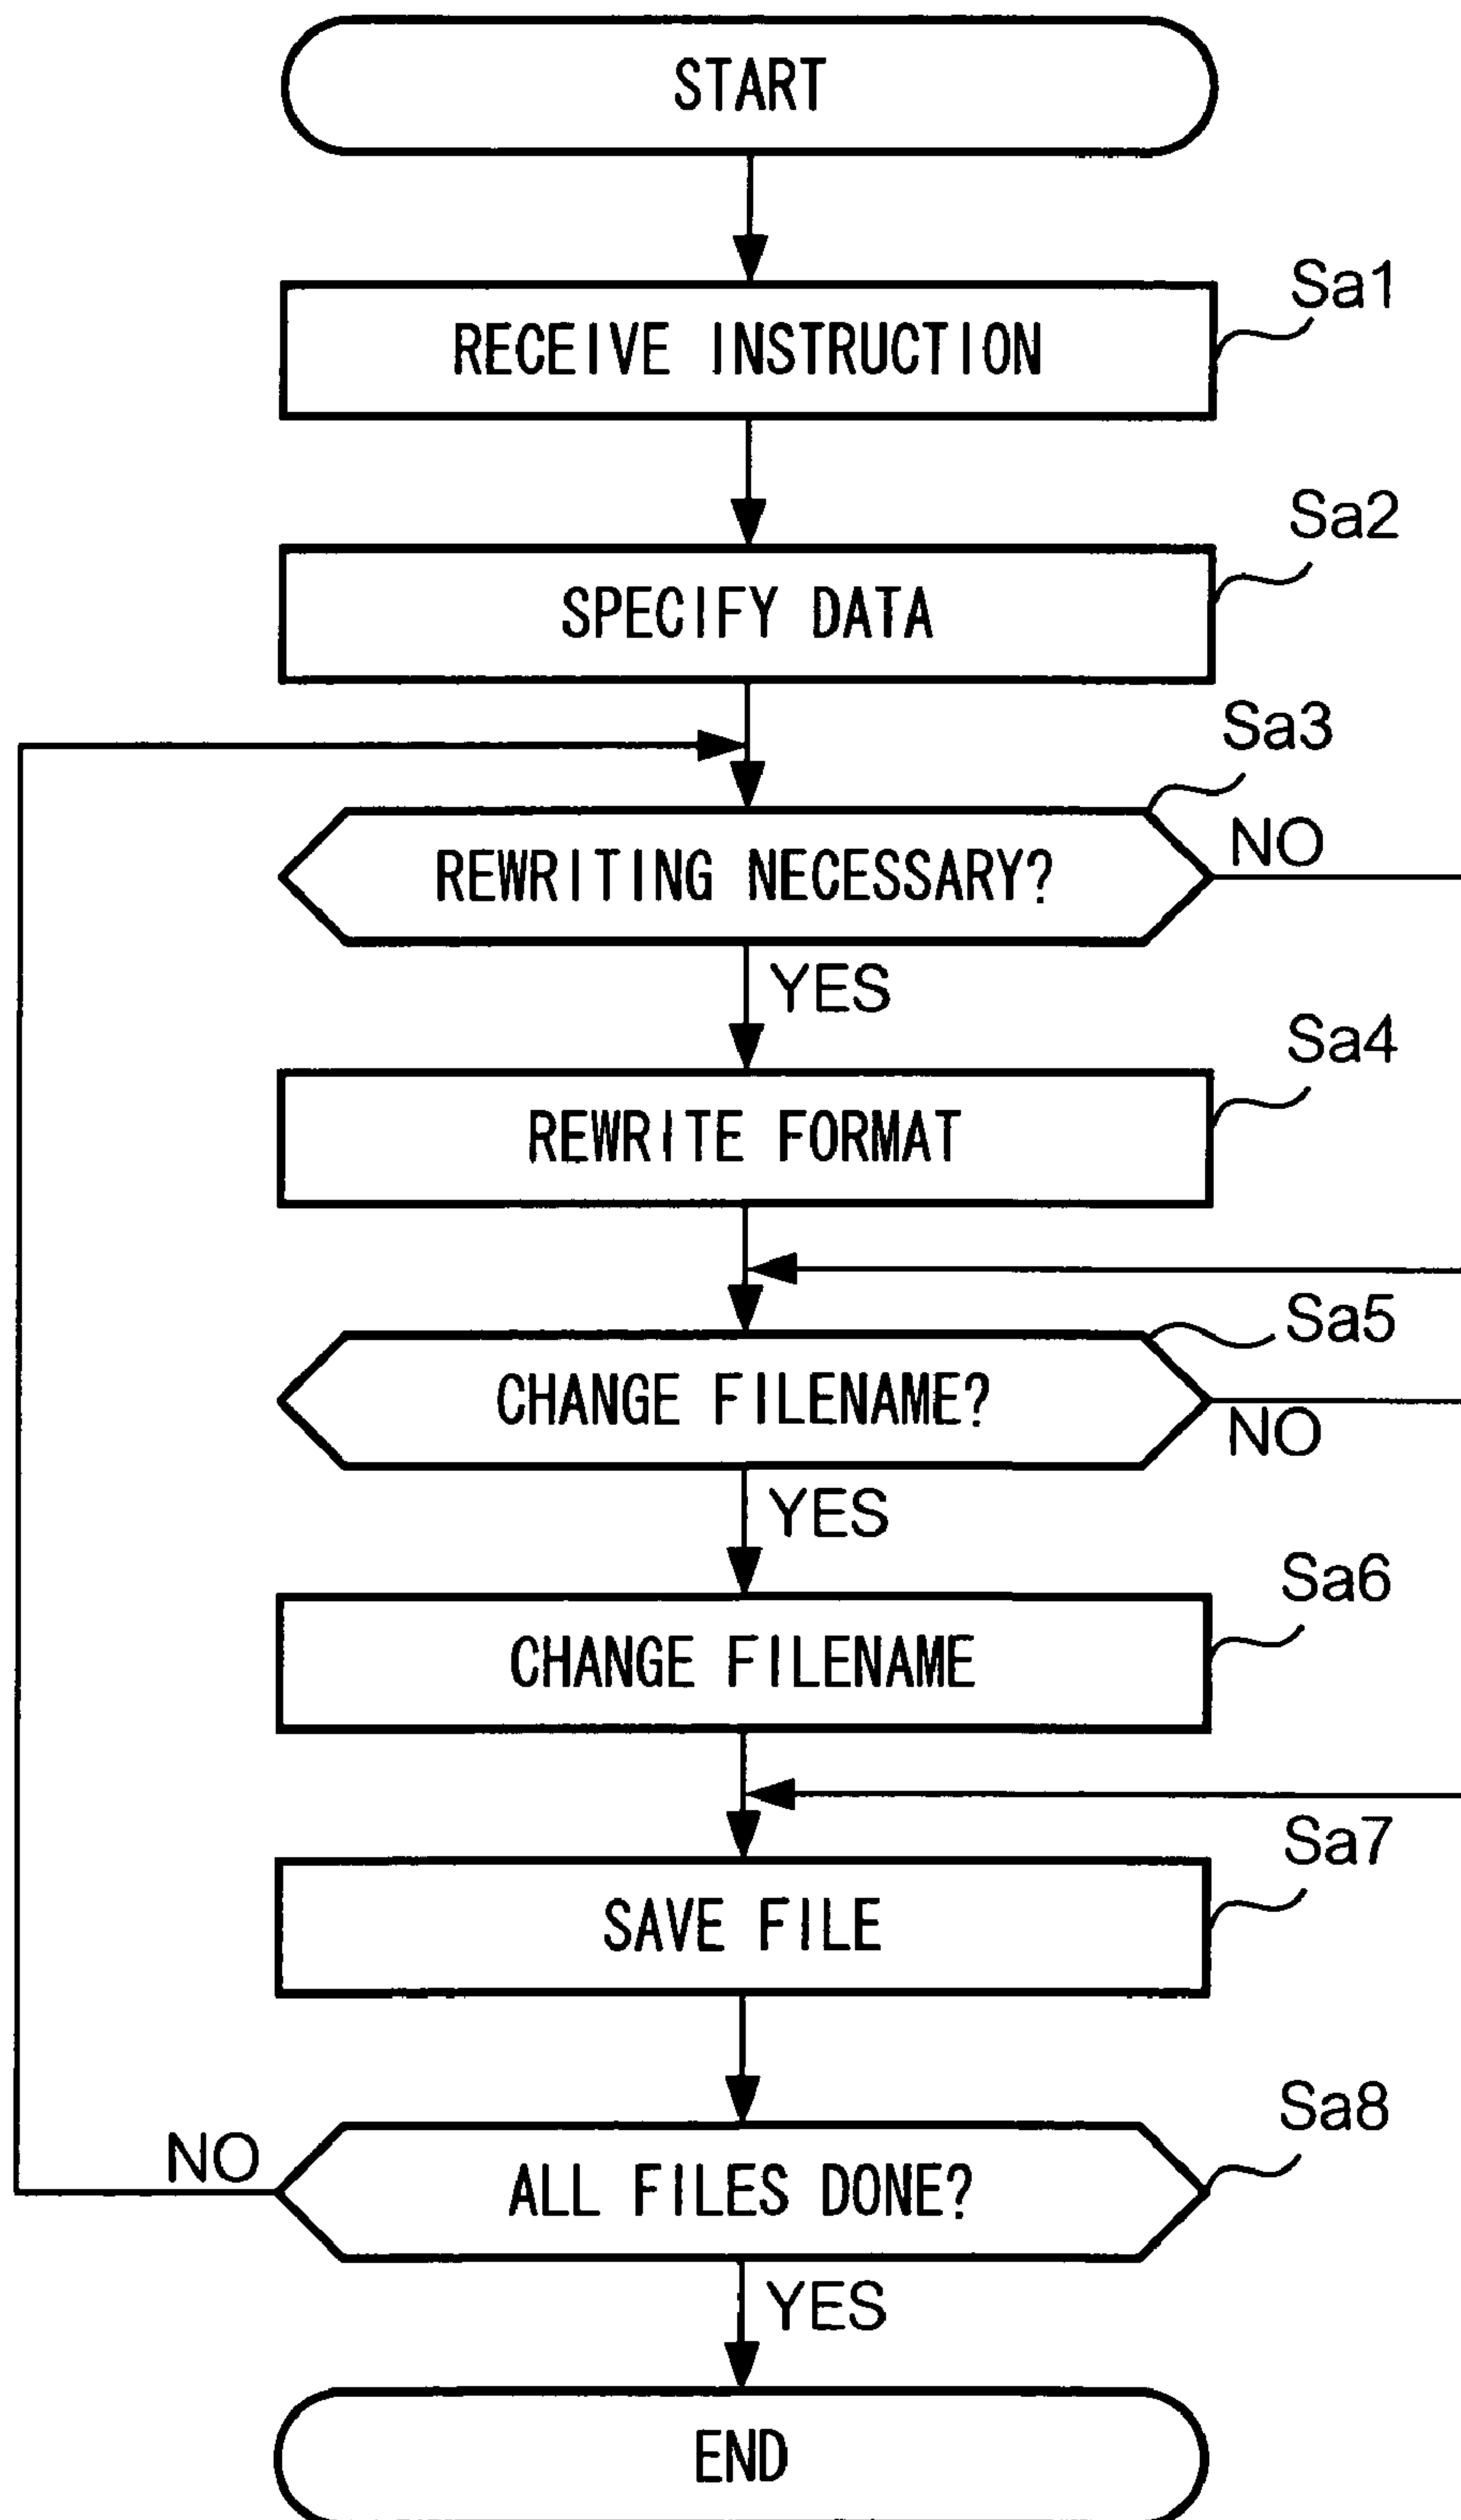 START
Sa1
RECEIVE INSTRUCTION
Sa2
SPECIFY DATA
Sa3
REWRITING NECESSARY?
NO
YES
Sa4
REWRITE FORMAT
Sa5
CHANGE FILENAME?
NO
YES
Sa6
CHANGE FILENAME
Sa7
SAVE FILE
Sa8
NO
ALL FILES DONE?
YES
END